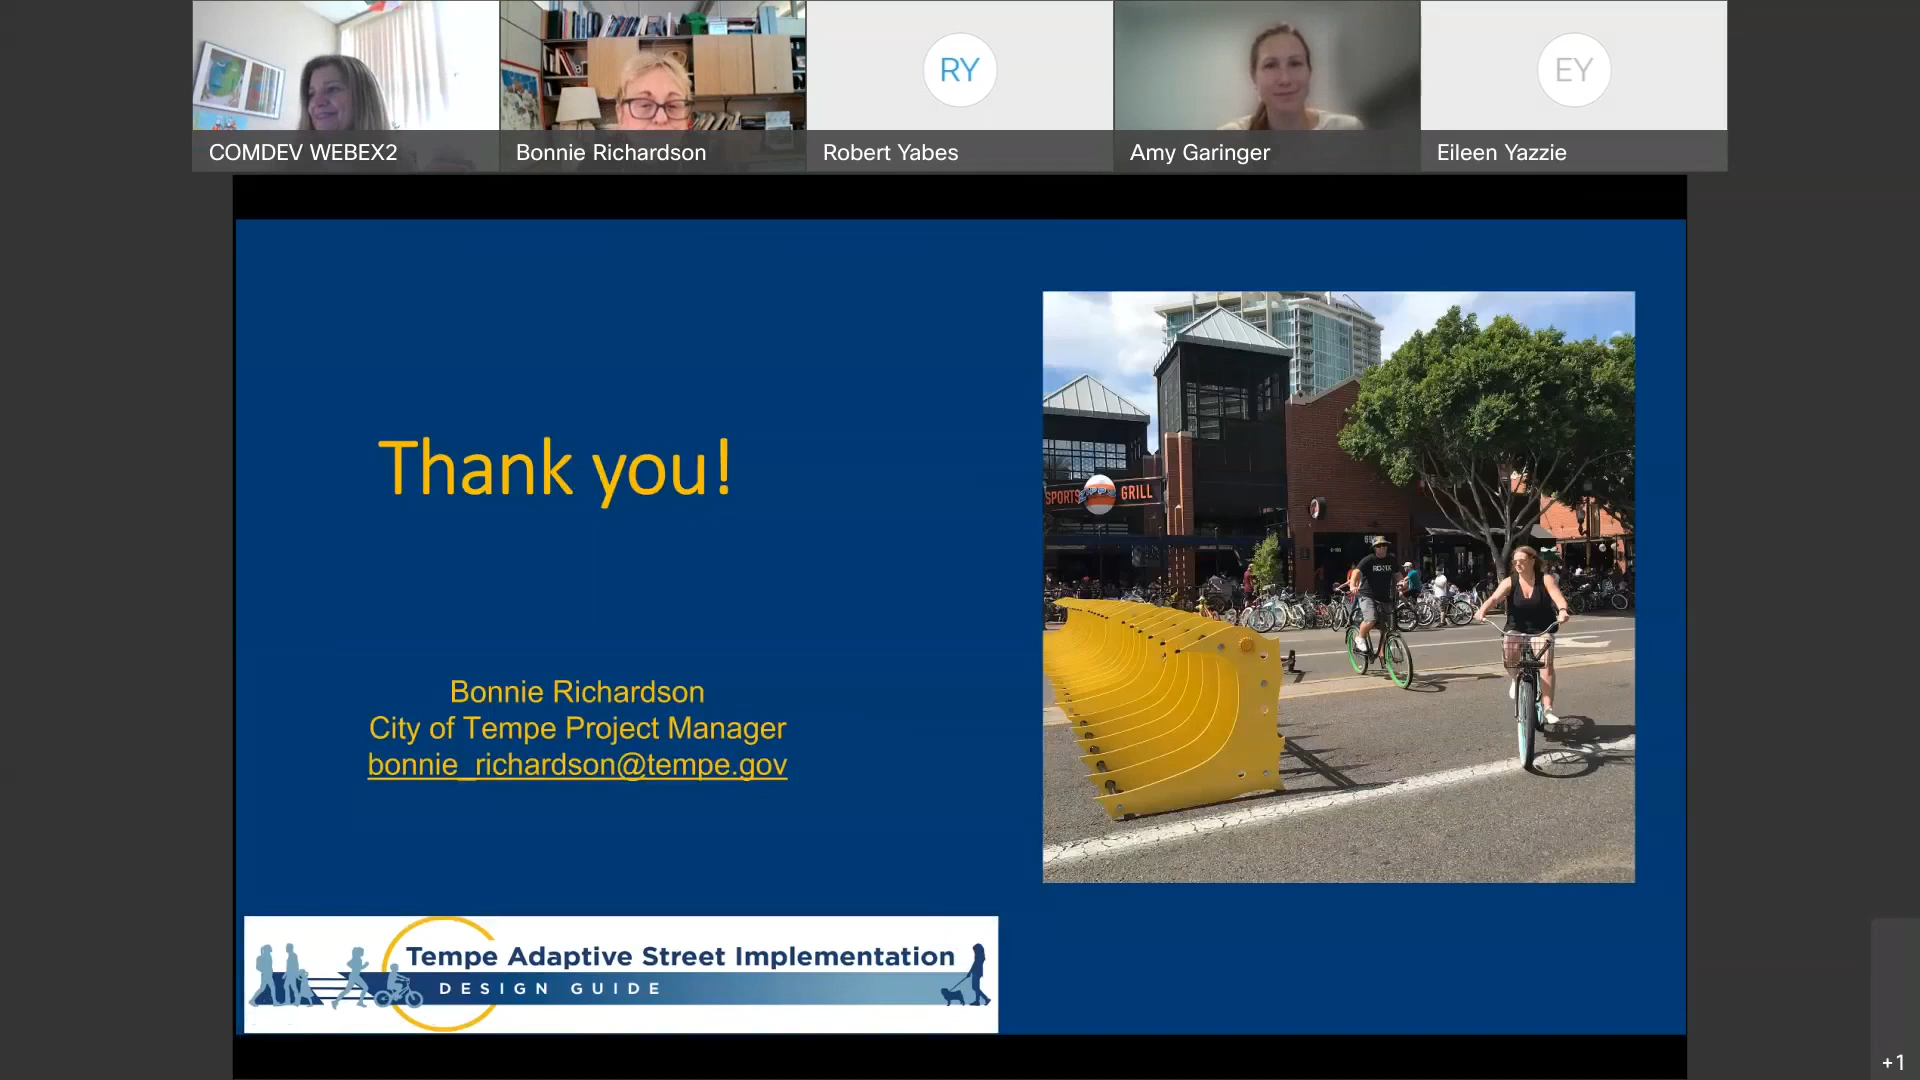 COMDEV WEBEX2
Bonnie Richardson
RY
Robert Yabes
Amy Garinger
EY
Eileen Yazzie
Thank you!
Bonnie Richardson
City of Tempe Project Manager
bonnie_richardson@tempe.gov
SPORTS GRILL
Tempe Adaptive Street Implementation
DESIGN GUIDE
+1